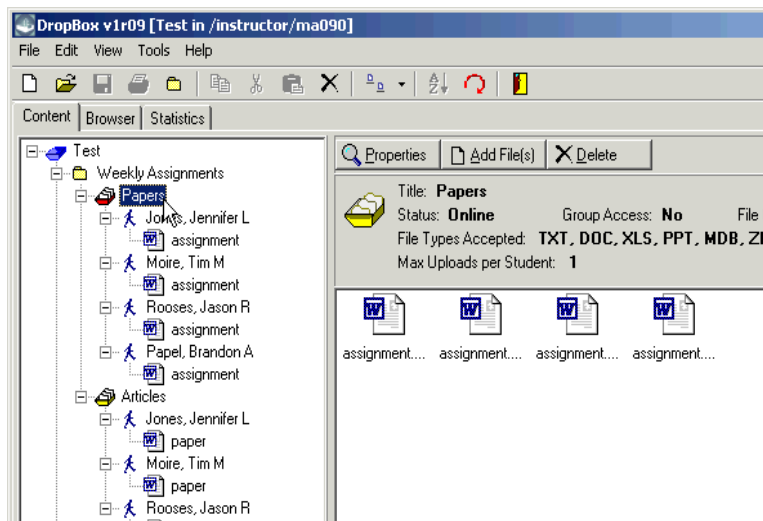 DropBox v1r09 [Test in /instructor/ma090]
File Edit View Tools Help
Content Browser Statistics
Test
Weekly Assignments
Papers
Jones, Jennifer L
assignment
Moire, Tim M
assignment
Rooses, Jason R
assignment
Papel, Brandon A
assignment
Articles
Jones, Jennifer L
paper
Moire, Tim M
paper
Rooses, Jason R
Properties Add File(s) Delete
Title: Papers
Status: Online Group Access: No File
File Types Accepted: TXT, DOC, XLS, PPT, MDB, ZI
Max Uploads per Student: 1
assignment.... assignment.... assignment.... assignment....